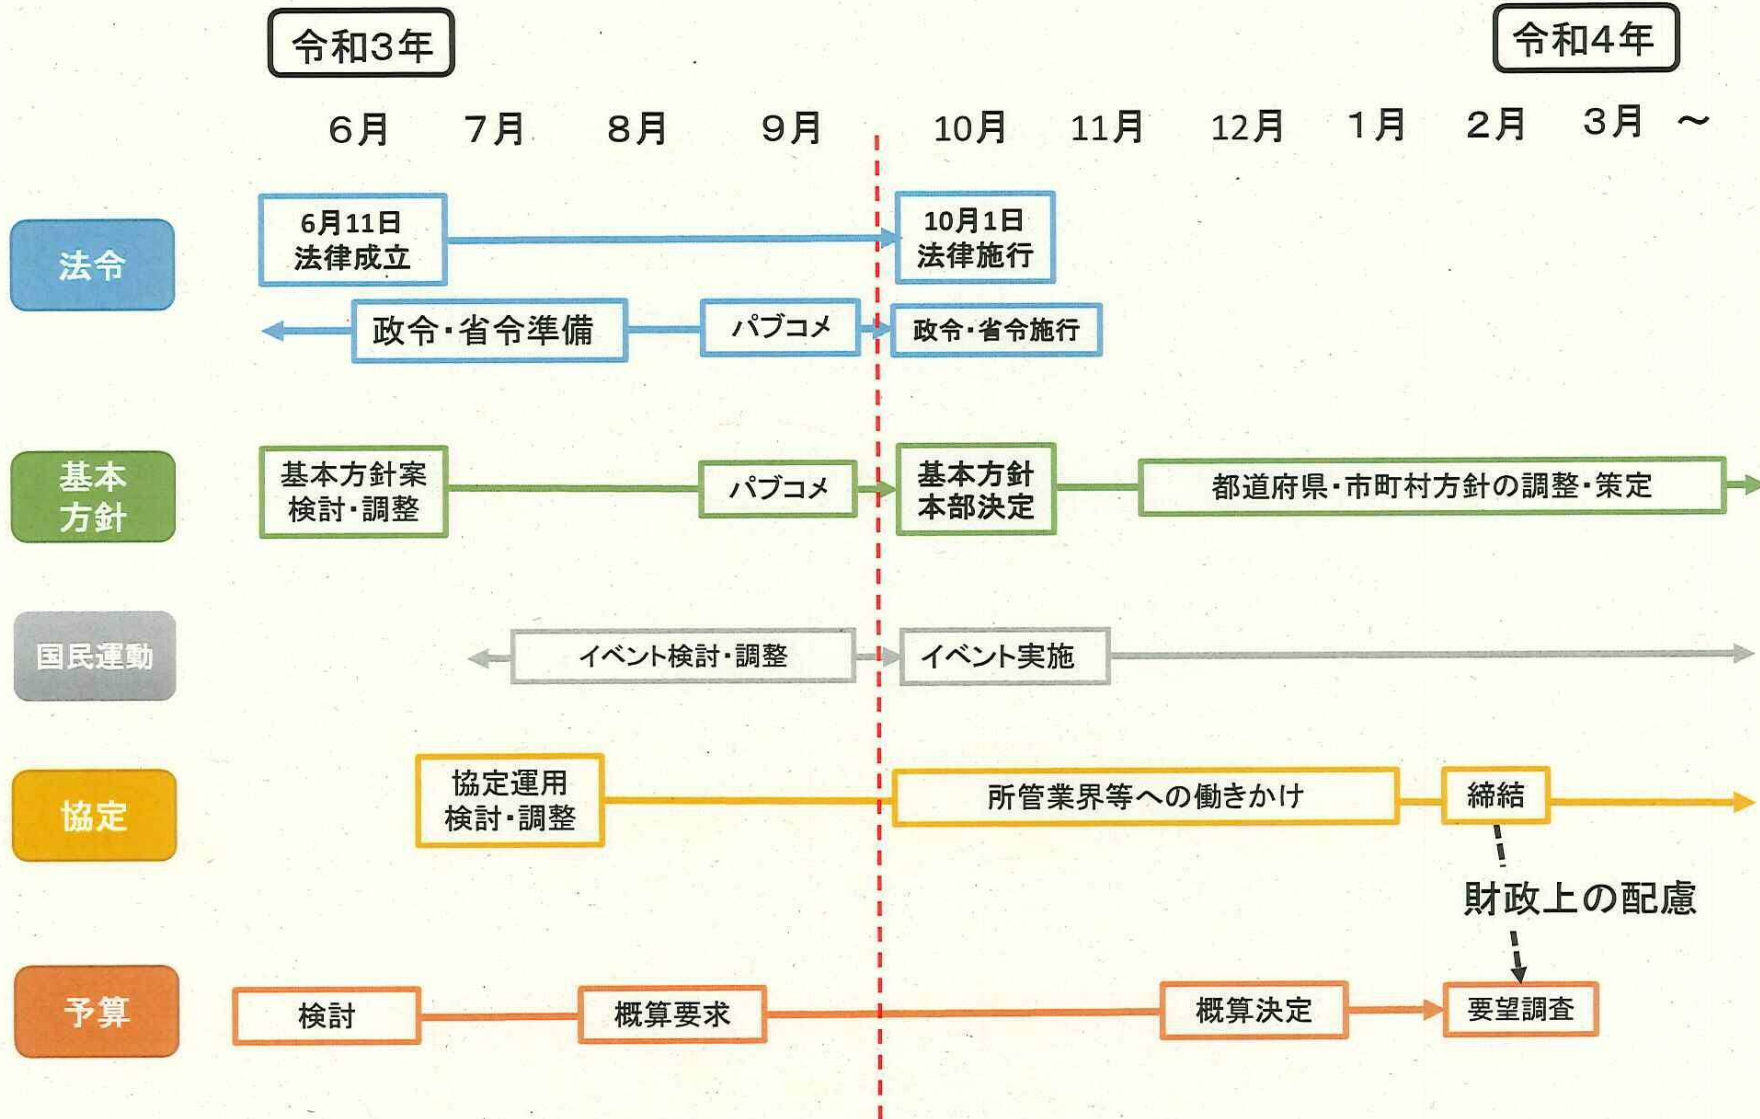 令和3年
令和4年
6月 7月 8月 9月 10月 11月 12月 1月 2月 3月 ～
法令
6月11日
法律成立
10月1日
法律施行
政令・省令準備
パブコメ
政令・省令施行
基本
方針
基本方針案
検討・調整
パブコメ
基本方針
本部決定
都道府県・市町村方針の調整・策定
国民運動
イベント検討・調整
イベント実施
協定
協定運用
検討・調整
所管業界等への働きかけ
締結
財政上の配慮
予算
検討
概算要求
概算決定
要望調査